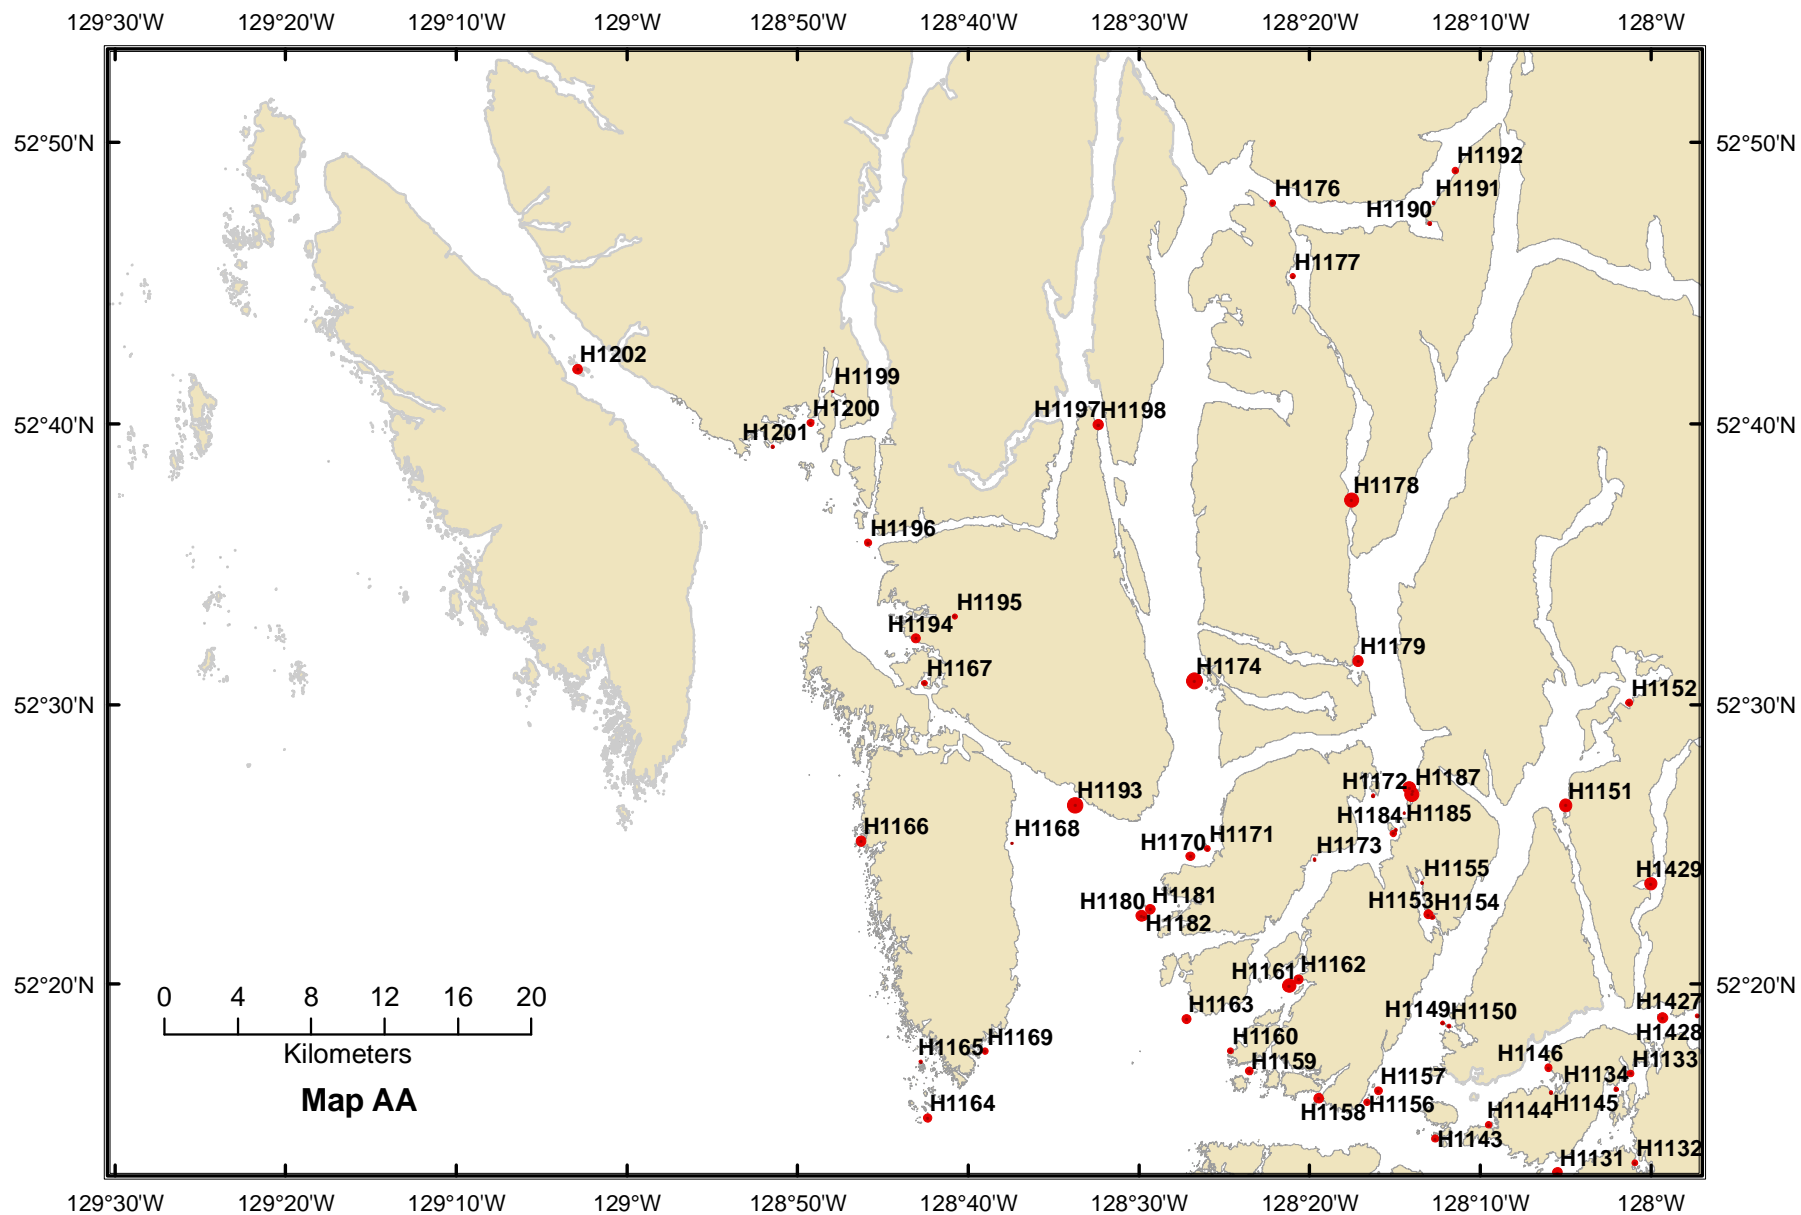 129°30'W 129°20'W 129°10'W 129°0'W 128°50'W 128°40'W 128°30'W 128°20'W 128°10'W 128°0'W
52°50'N 52°50'N
H1192
H1176 H1191
H1190
H1177
H1202
H1199
H1200 H1197 H1198
52°40'N 52°40'N
H1201
H1178
H1196
H1195
H1194
H1179
H1167 H1174
H1152
52°30'N 52°30'N
H1172 H1187
H1193 H1151
H1184 H1185
H1166 H1168
H1170 H1171
H1173
H1155 H1429
H1180 H1181 H1153 H1154
H1182
H1161 H1162
52°20'N 52°20'N
0 4 8 12 16 20
H1163 H1149 H1150 H1427
H1160 H1428
Kilometers
H1165 H1169
H1159 H1146 H1133
H1157 H1134
Map AA
H1164 H1158 H1156 H1144 H1145
H1143
H1131 H1132
129°30'W 129°20'W 129°10'W 129°0'W 128°50'W 128°40'W 128°30'W 128°20'W 128°10'W 128°0'W